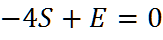 −4S + E = 0